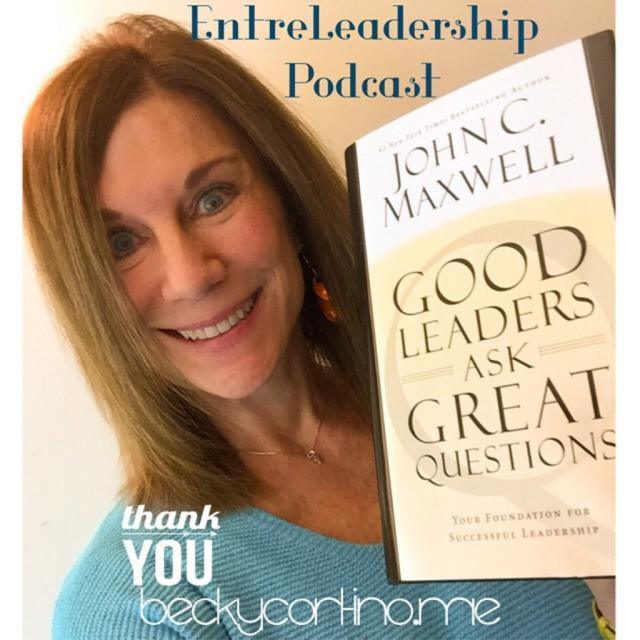 EntreLeadership
Podcast
#1 New York Times Bestselling Author
JOHN C.
MAXWELL
GOOD
LEADERS
ASK
GREAT
QUESTIONS
YOUR FOUNDATION FOR
SUCCESSFUL LEADERSHIP
thank
YOU
beckycortino.me